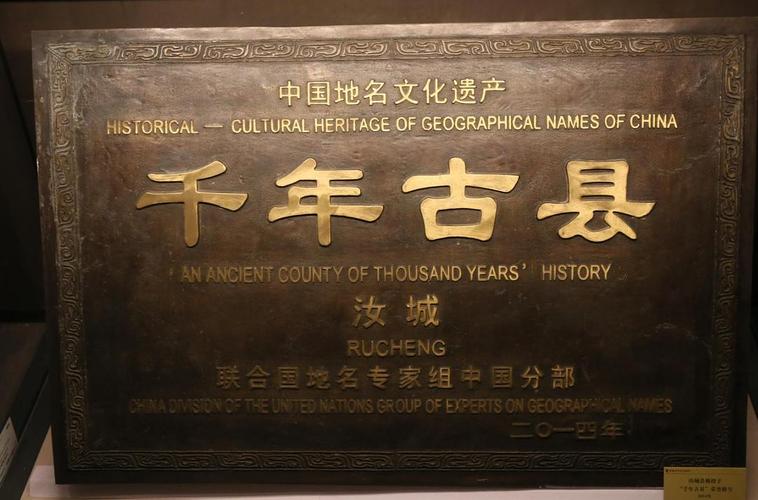 中国地名文化遗产
HISTORICAL — CULTURAL HERITAGE OF GEOGRAPHICAL NAMES OF CHINA
千年古县
'AN ANCIENT COUNTY OF THOUSAND YEARS' HISTORY
汝城
RUCHENG
联合国地名专家组中国分部
CHINA DIVISION OF THE UNITED NATIONS GROUP OF EXPERTS ON GEOGRAPHICAL NAMES
二〇一四年